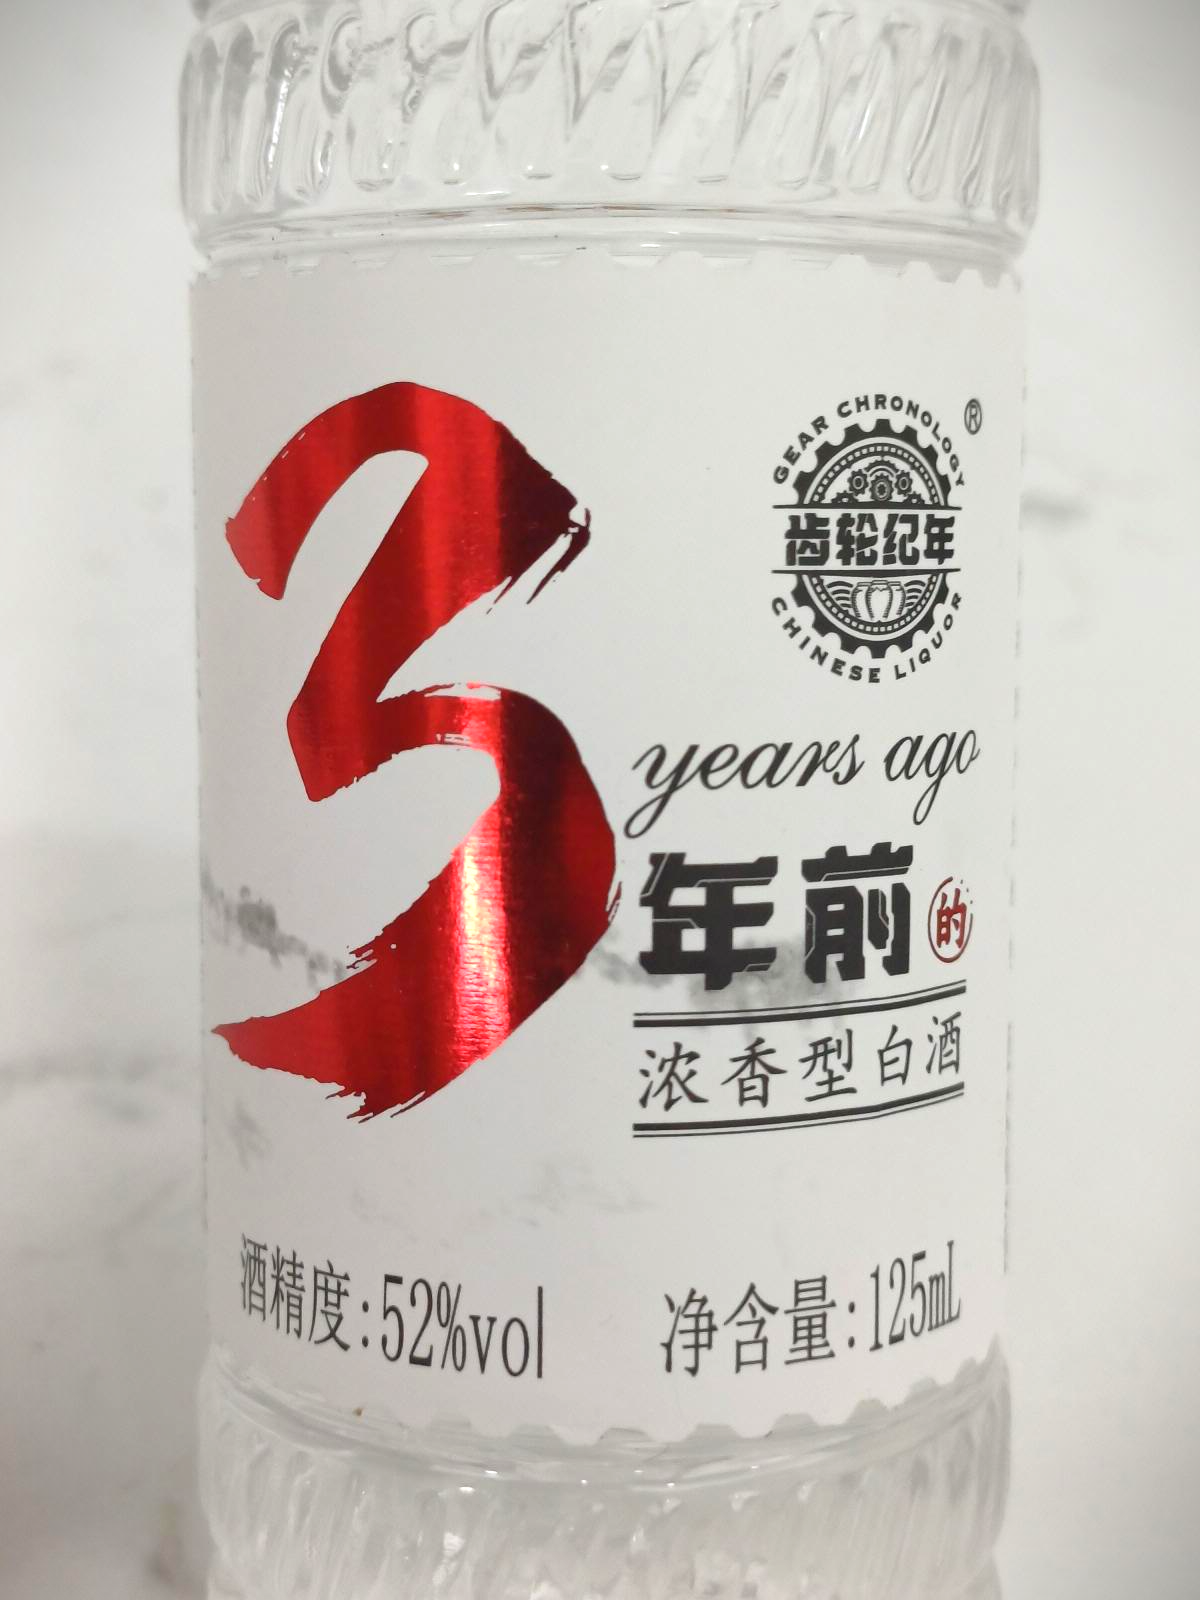 GEAR CHRONOLOGY
®
齿轮纪年
CHINESE LIQUOR
3
years ago
年前的
浓香型白酒
酒精度:52%vol
净含量:125mL